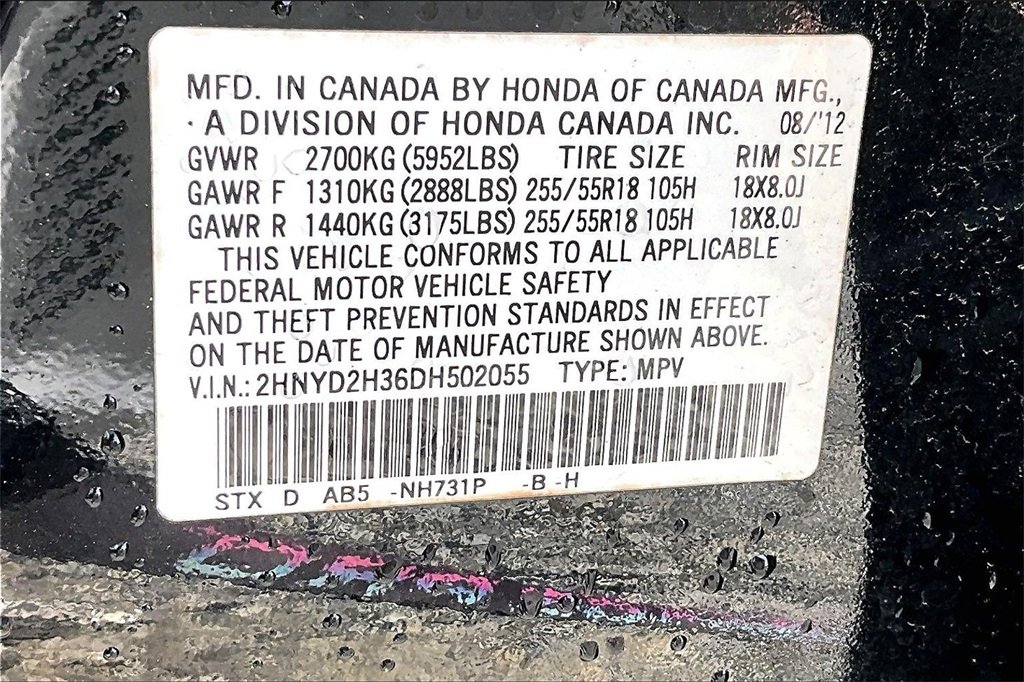 MFD. IN CANADA BY HONDA OF CANADA MFG.,
· A DIVISION OF HONDA CANADA INC. 08/'12
GVWR 2700KG (5952LBS) TIRE SIZE RIM SIZE
GAWR F 1310KG (2888LBS) 255/55R18 105H 18X8.0J
GAWR R 1440KG (3175LBS) 255/55R18 105H 18X8.0J
THIS VEHICLE CONFORMS TO ALL APPLICABLE
FEDERAL MOTOR VEHICLE SAFETY
AND THEFT PREVENTION STANDARDS IN EFFECT
ON THE DATE OF MANUFACTURE SHOWN ABOVE.
V.I.N.: 2HNYD2H36DH502055 TYPE: MPV
STX D AB5 -NH731P -B -H